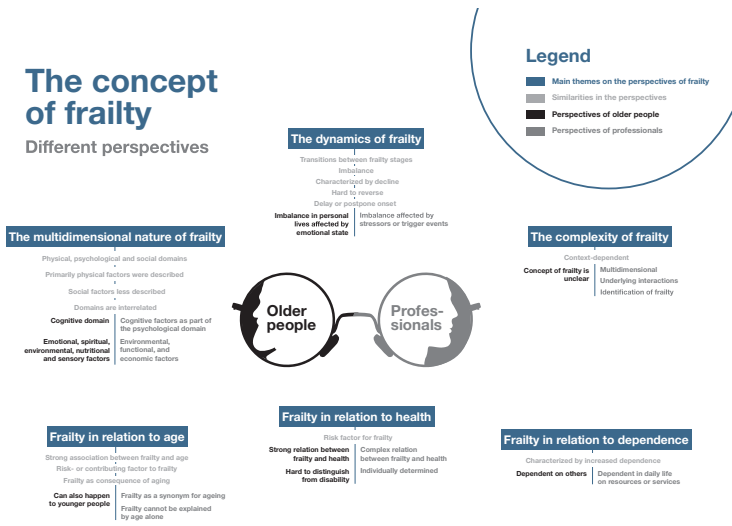 The concept
of frailty
Different perspectives
Legend
Main themes on the perspectives of frailty
Similarities in the perspectives
Perspectives of older people
Perspectives of professionals
The dynamics of frailty
Transitions between frailty stages
Imbalance
Characterized by decline
Hard to reverse
Delay or postpone onset
Imbalance in personal
lives affected by
emotional state
Imbalance affected by
stressors or trigger events
The multidimensional nature of frailty
Physical, psychological and social domains
Primarily physical factors were described
Social factors less described
Domains are interrelated
Cognitive domain
Cognitive factors as part of
the psychological domain
Emotional, spiritual,
environmental, nutritional
and sensory factors
Environmental,
functional, and
economic factors
The complexity of frailty
Context-dependent
Concept of frailty is
unclear
Multidimensional
Underlying interactions
Identification of frailty
Older
people
Profes-
sionals
Frailty in relation to age
Strong association between frailty and age
Risk- or contributing factor to frailty
Frailty as consequence of aging
Can also happen
to younger people
Frailty as a synonym for ageing
Frailty cannot be explained
by age alone
Frailty in relation to health
Risk factor for frailty
Strong relation between
frailty and health
Hard to distinguish
from disability
Complex relation
between frailty and health
Individually determined
Frailty in relation to dependence
Characterized by increased dependence
Dependent on others
Dependent in daily life
on resources or services